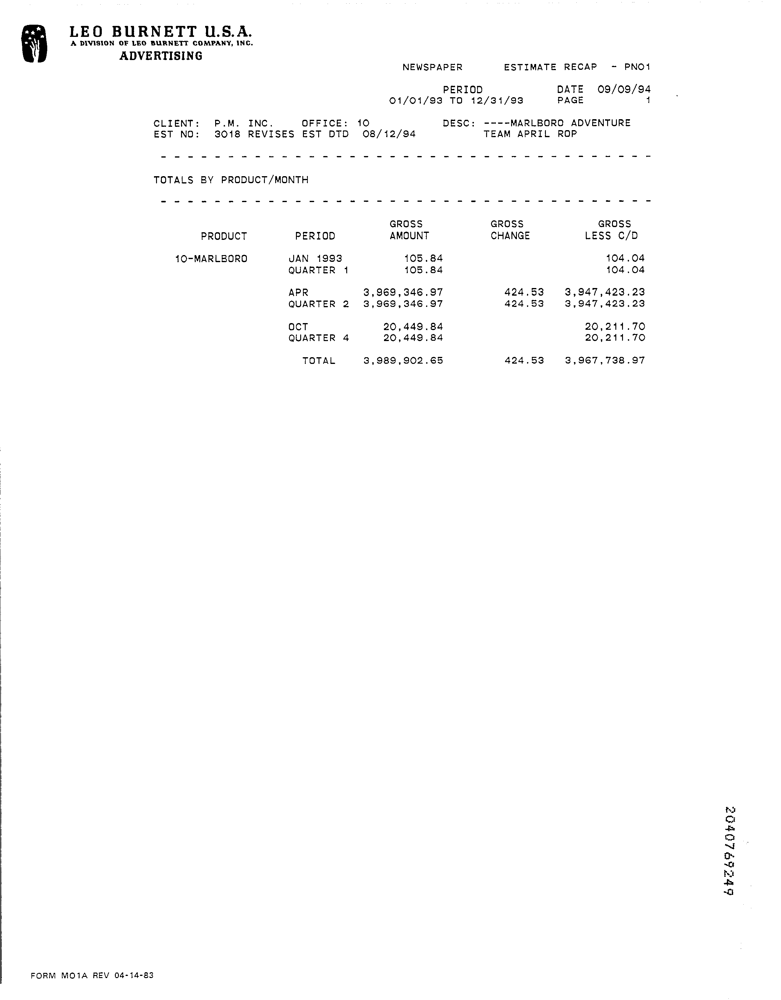 LEO BURNETT U.S.A.
A DIVISION OF LEO BURNETT COMPANY, INC.
ADVERTISING
NEWSPAPER ESTIMATE RECAP - PNO1
PERIOD DATE 09/09/94
01/01/93 TO 12/31/93 PAGE 1
CLIENT: P.M. INC. OFFICE: 10 DESC: ----MARLBORO ADVENTURE
EST NO: 3018 REVISES EST DTD 08/12/94 TEAM APRIL ROP
- - - - - - - - - - - - - - - - - - - - - - - - - - - - - - - - - - - - -
TOTALS BY PRODUCT/MONTH
- - - - - - - - - - - - - - - - - - - - - - - - - - - - - - - - - - - - -
GROSS GROSS GROSS
PRODUCT PERIOD AMOUNT CHANGE LESS C/D
10-MARLBORO JAN 1993 105.84 104.04
QUARTER 1 105.84 104.04
APR 3,969,346.97 424.53 3,947,423.23
QUARTER 2 3,969,346.97 424.53 3,947,423.23
OCT 20,449.84 20,211.70
QUARTER 4 20,449.84 20,211.70
TOTAL 3,989,902.65 424.53 3,967,738.97
2040769249
FORM MO1A REV 04-14-83